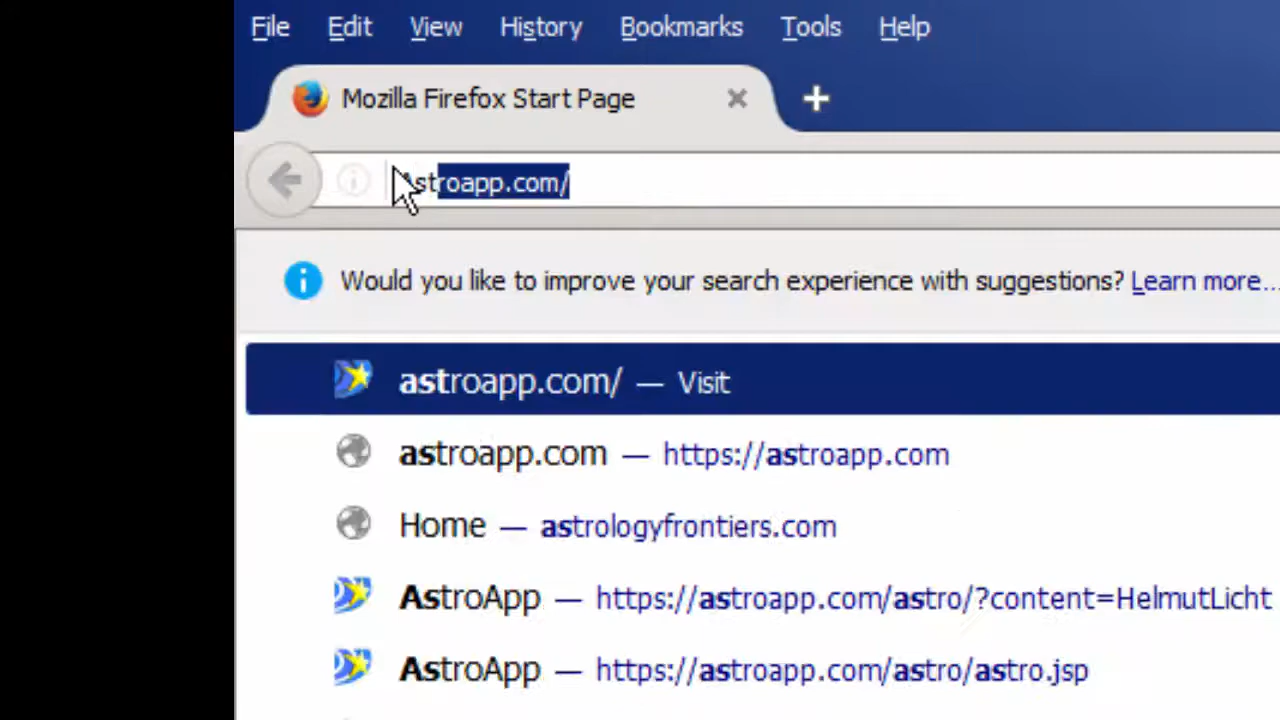 File Edit View History Bookmarks Tools Help
Mozilla Firefox Start Page
Astroapp.com/
Would you like to improve your search experience with suggestions? Learn more...
astroapp.com/ — Visit
astroapp.com — https://astroapp.com
Home — astrologyfrontiers.com
AstroApp — https://astroapp.com/astro/?content=HelmutLicht
AstroApp — https://astroapp.com/astro/astro.jsp